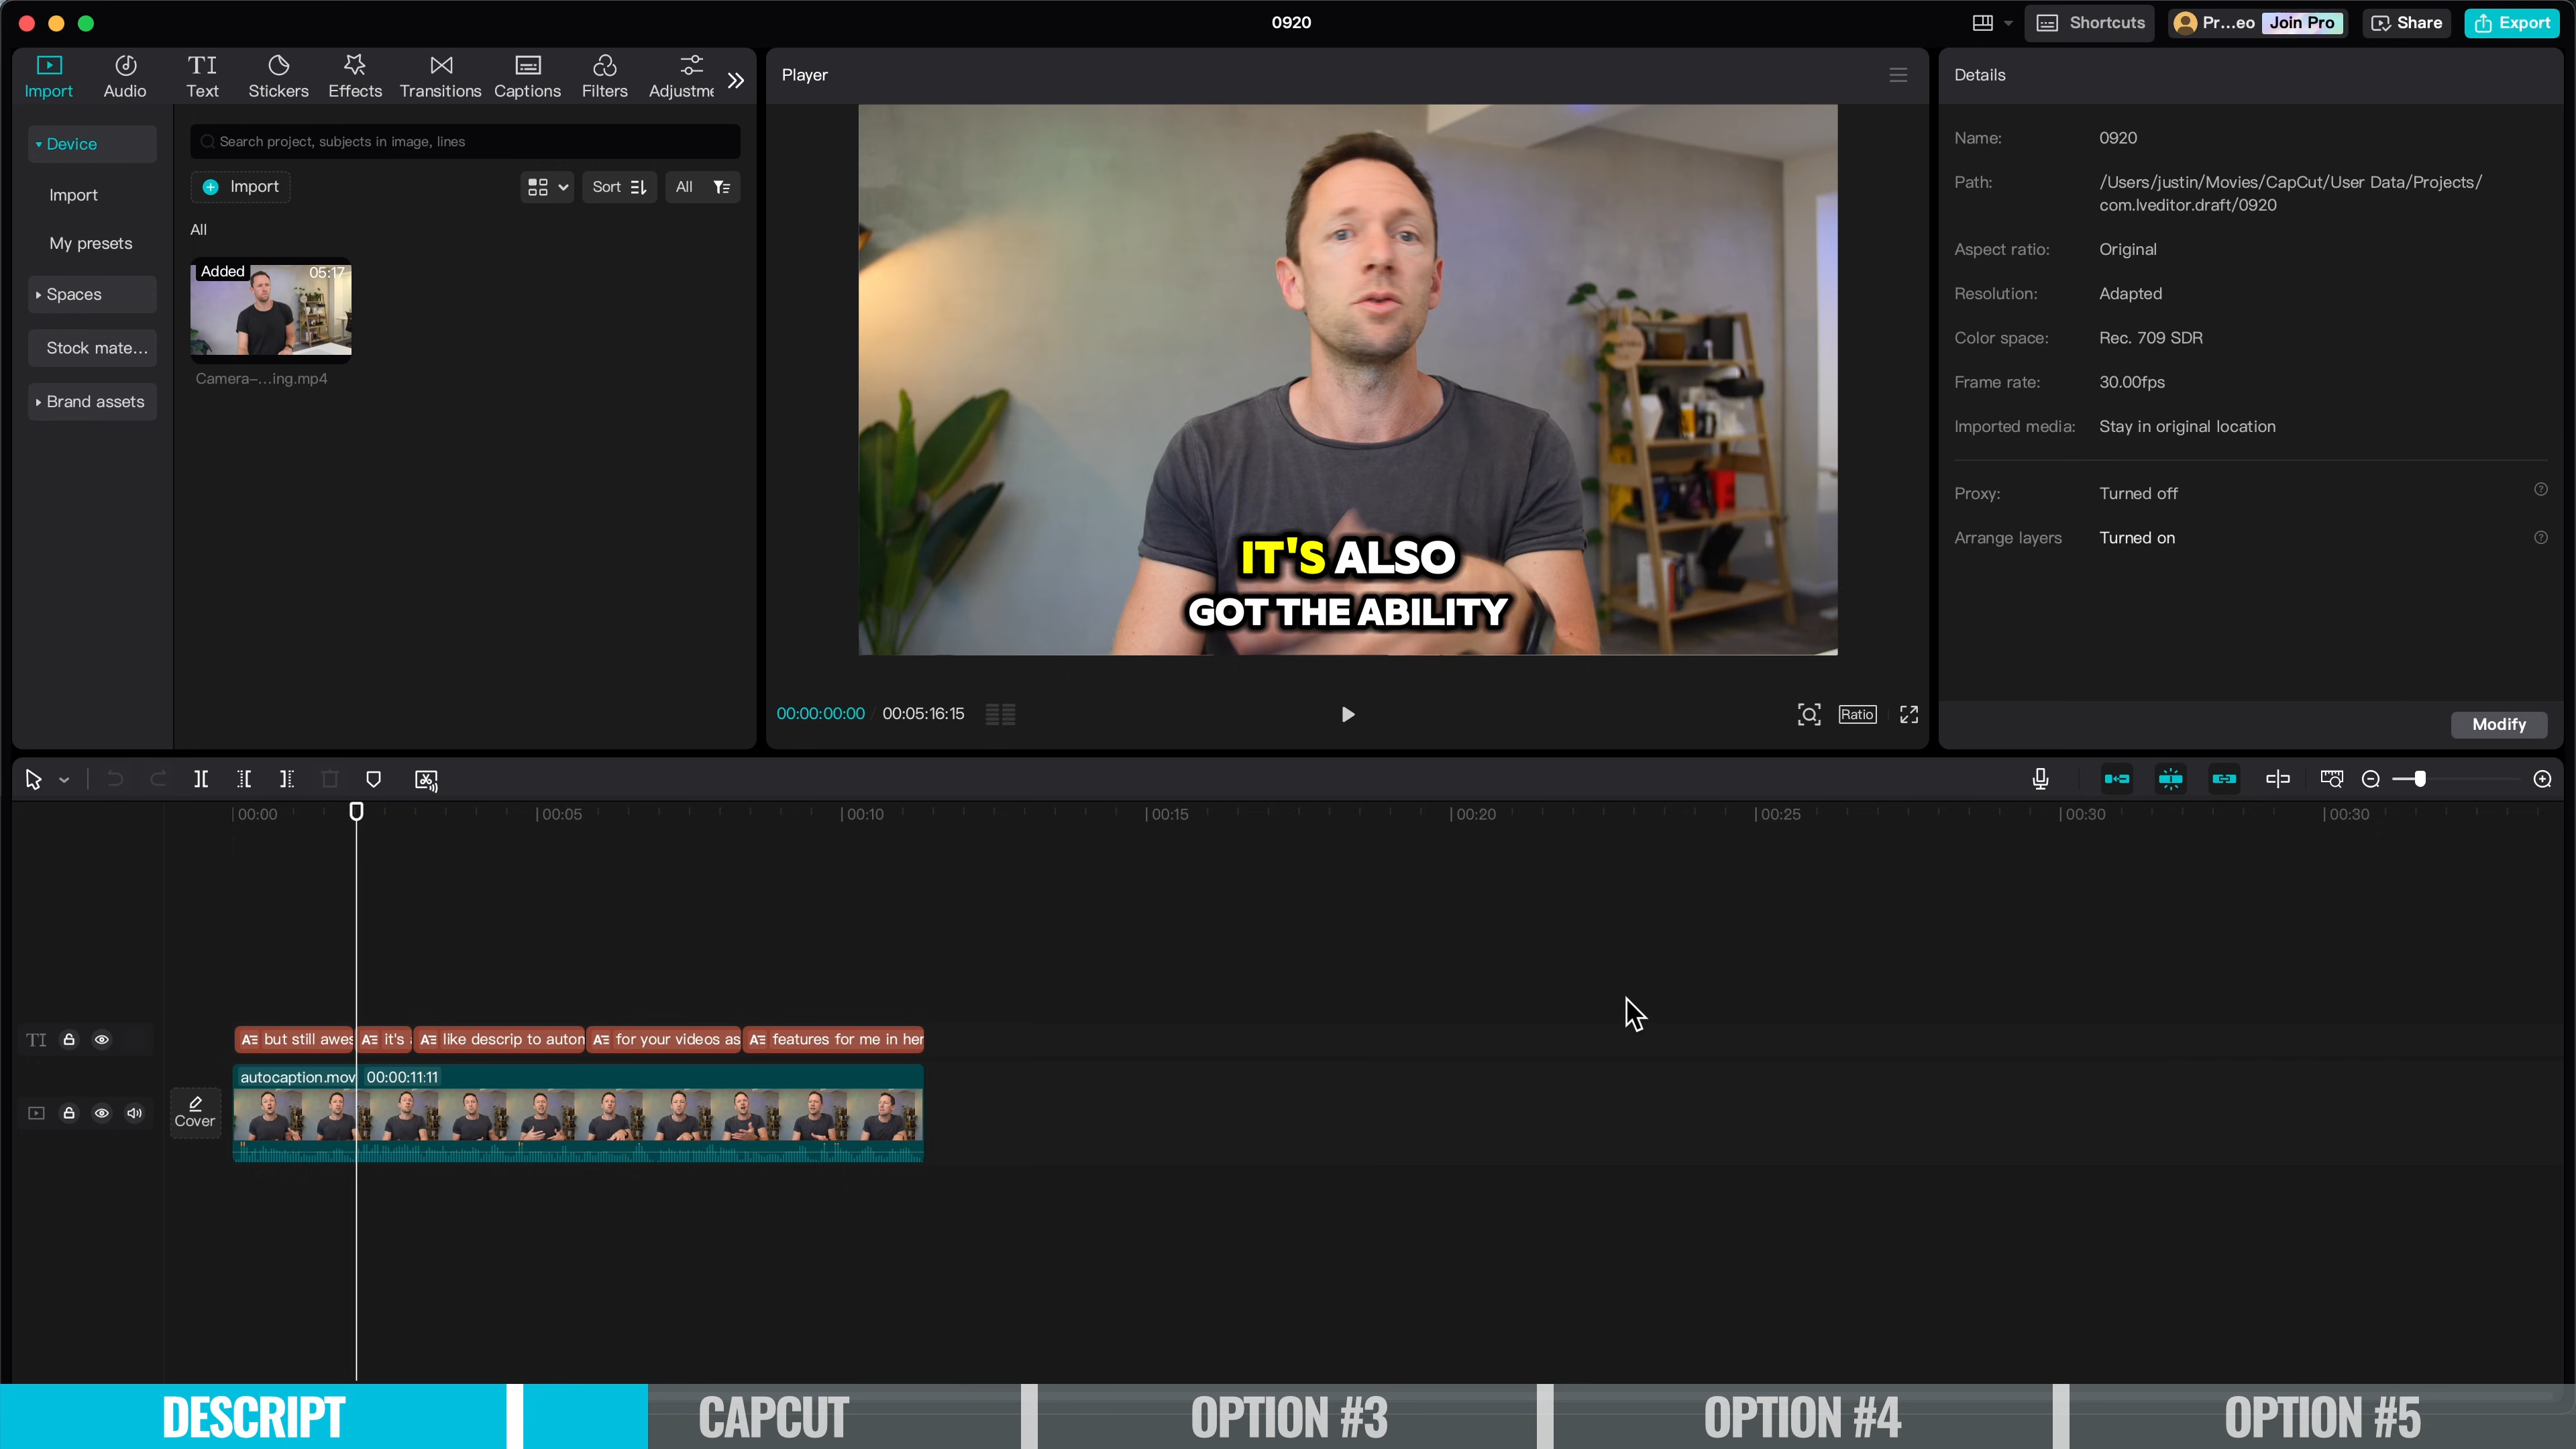 0920
Shortcuts
Pr...eo
Join Pro
Share
Export
Import
Audio
TI
Text
Stickers
Effects
Transitions
Captions
Filters
Adjustme
Device
Import
My presets
Spaces
Stock mate...
Brand assets
Search project, subjects in image, lines
Import
Sort
All
All
Added
05:17
Camera-...ing.mp4
Player
IT'S ALSO
GOT THE ABILITY
00:00:00:00 / 00:05:16:15
Ratio
Details
Name: 0920
Path: /Users/justin/Movies/CapCut/User Data/Projects/
com.lveditor.draft/0920
Aspect ratio: Original
Resolution: Adapted
Color space: Rec. 709 SDR
Frame rate: 30.00fps
Imported media: Stay in original location
Proxy: Turned off
Arrange layers Turned on
Modify
00:00 00:05 00:10 00:15 00:20 00:25 00:30 00:30
TI
but still awes
it's
like descrip to auton
for your videos as
features for me in her
autocaption.mov 00:00:11:11
Cover
DESCRIPT
CAPCUT
OPTION #3
OPTION #4
OPTION #5